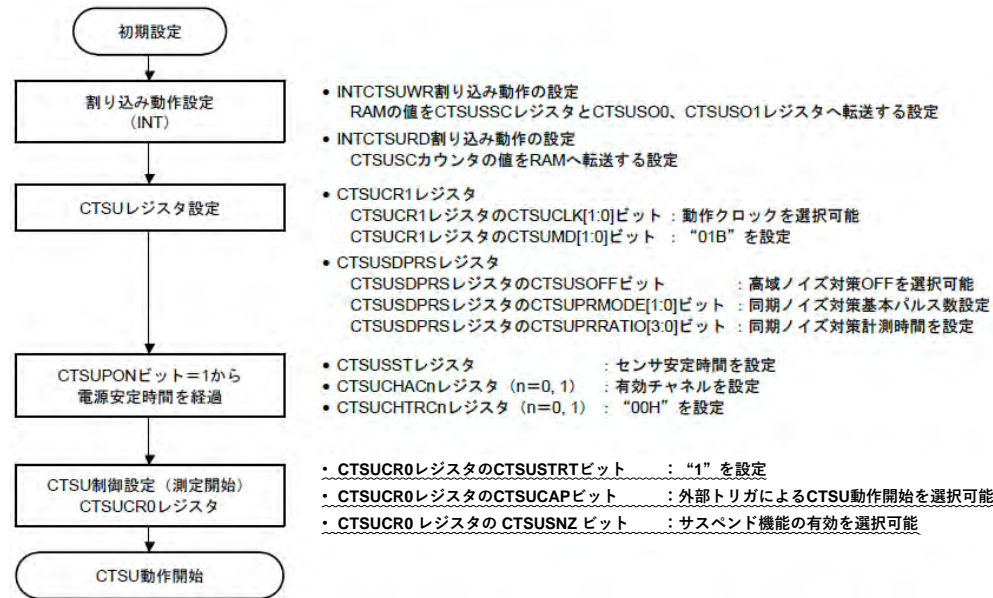 初期設定
割り込み動作設定
（INT）
• INTCTSUWR割り込み動作の設定
RAMの値をCTSUSSCレジスタとCTSUSO0、CTSUSO1レジスタへ転送する設定
• INTCTSURD割り込み動作の設定
CTSUSCカウンタの値をRAMへ転送する設定
CTSUレジスタ設定
• CTSUCR1レジスタ
CTSUCR1レジスタのCTSUCLK[1:0]ビット : 動作クロックを選択可能
CTSUCR1レジスタのCTSUMD[1:0]ビット : “01B”を設定
• CTSUSDPRSレジスタ
CTSUSDPRSレジスタのCTSUSOFFビット : 高域ノイズ対策OFFを選択可能
CTSUSDPRSレジスタのCTSUPRMODE[1:0]ビット : 同期ノイズ対策基本パルス数設定
CTSUSDPRSレジスタのCTSUPRRATIO[3:0]ビット : 同期ノイズ対策計測時間を設定
CTSUPONビット＝1から
電源安定時間を経過
• CTSUSSTレジスタ : センサ安定時間を設定
• CTSUCHACnレジスタ（n＝0, 1） : 有効チャネルを設定
• CTSUCHTRCnレジスタ（n＝0, 1） : “00H”を設定
CTSU制御設定（測定開始）
CTSUCR0レジスタ
・ CTSUCR0レジスタのCTSUSTRTビット ： “1”を設定
・ CTSUCR0レジスタのCTSUCAPビット ：外部トリガによるCTSU動作開始を選択可能
・ CTSUCR0 レジスタの CTSUSNZ ビット ：サスペンド機能の有効を選択可能
CTSU動作開始